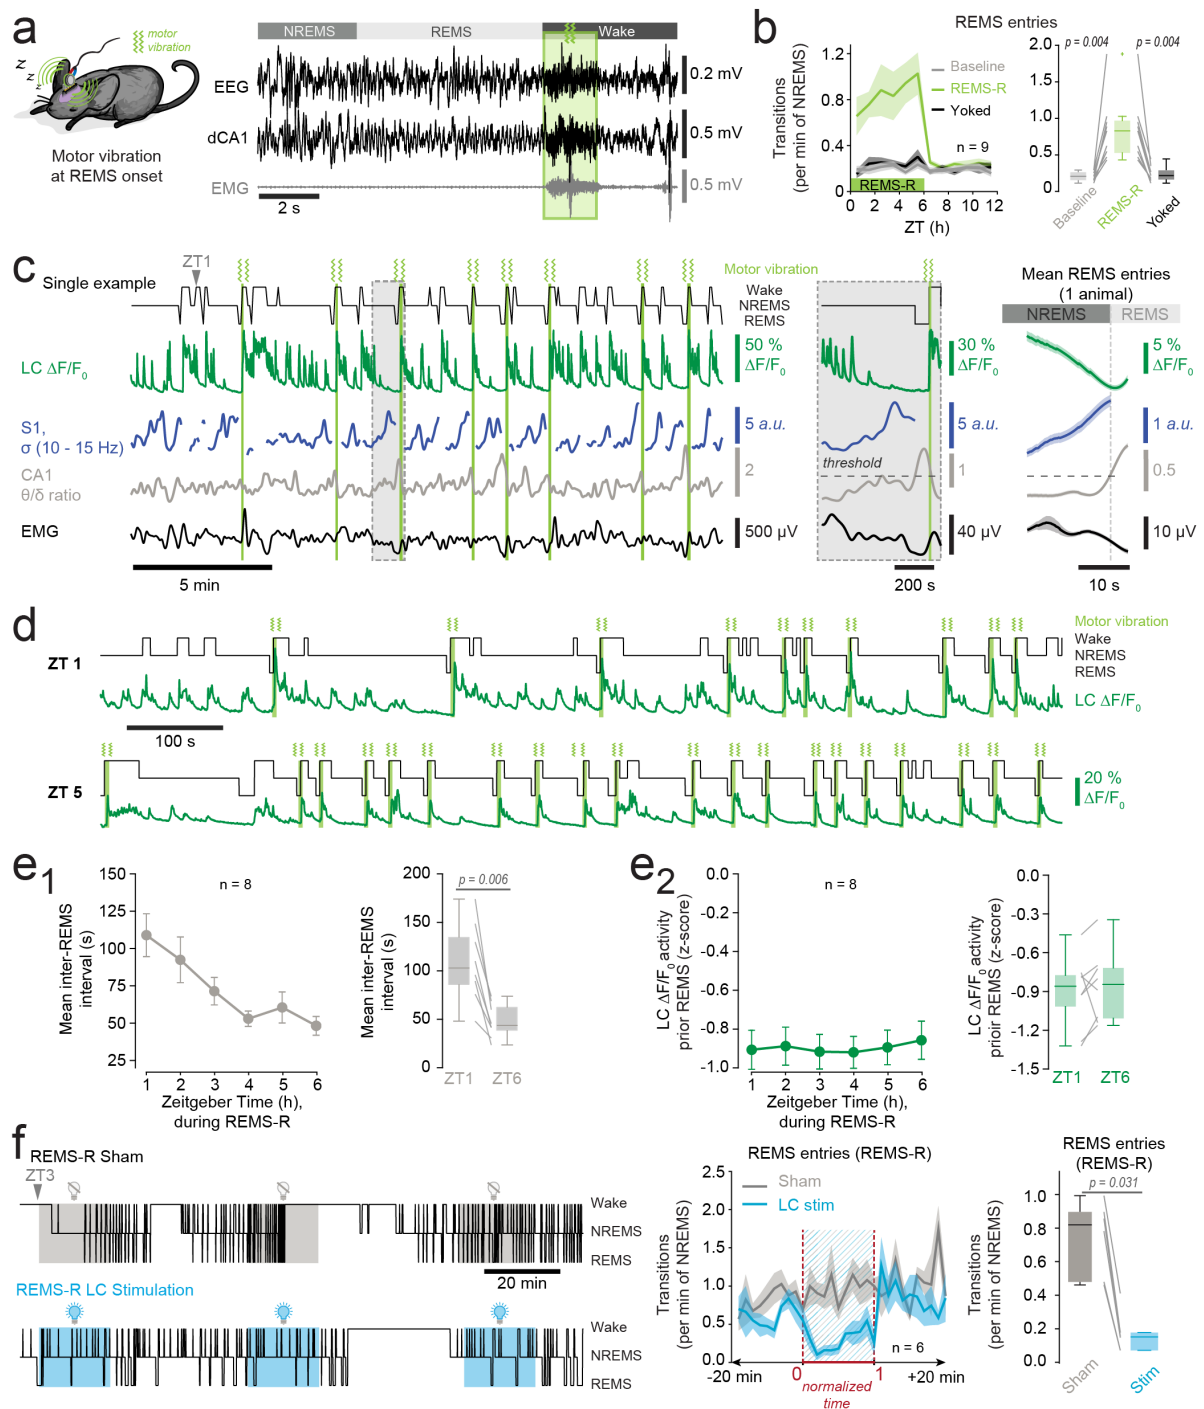 a
motor
vibration
z
z
z
Motor vibration
at REMS onset
NREMS
REMS
Wake
EEG
0.2 mV
dCA1
0.5 mV
EMG
0.5 mV
2 s
b
REMS entries
Transitions
(per min of NREMS)
1.2
0.8
0.4
0
Baseline
REMS-R
Yoked
n = 9
REMS-R
0
2
4
6
8
10
12
ZT (h)
p = 0.004
p = 0.004
2.0
1.5
1.0
0.5
0
Baseline
REMS-R
Yoked
c
Single example
ZT1
Motor vibration
Wake
NREMS
REMS
LC ΔF/F0
50 %
ΔF/F0
S1,
σ (10 - 15 Hz)
5 a.u.
CA1
θ/δ ratio
2
EMG
500 µV
5 min
30 %
ΔF/F0
5 a.u.
threshold
1
40 µV
200 s
Mean REMS entries
(1 animal)
NREMS
REMS
5 %
ΔF/F0
1 a.u.
0.5
10 µV
10 s
d
ZT 1
Motor vibration
Wake
NREMS
REMS
LC ΔF/F0
100 s
ZT 5
20 %
ΔF/F0
e1
Mean inter-REMS
interval (s)
150
125
100
75
50
25
n = 8
1
2
3
4
5
6
Zeitgeber Time (h),
during REMS-R
Mean inter-REMS
interval (s)
200
150
100
50
0
p = 0.006
ZT1
ZT6
e2
LC ΔF/F0 activity
prior REMS (z-score)
0.0
-0.2
-0.4
-0.6
-0.8
-1.0
n = 8
1
2
3
4
5
6
Zeitgeber Time (h),
during REMS-R
LC ΔF/F0 activity
prioir REMS (z-score)
0.0
-0.3
-0.6
-0.9
-1.2
-1.5
ZT1
ZT6
f
REMS-R Sham
ZT3
Wake
NREMS
REMS
20 min
REMS-R LC Stimulation
Wake
NREMS
REMS
REMS entries (REMS-R)
Transitions
(per min of NREMS)
2.5
2.0
1.5
1.0
0.5
0.0
Sham
LC stim
n = 6
-20 min
0
1
+20 min
normalized
time
REMS entries
(REMS-R)
p = 0.031
Transitions
(per min of NREMS)
1.0
0.8
0.6
0.4
0.2
0.0
Sham
Stim